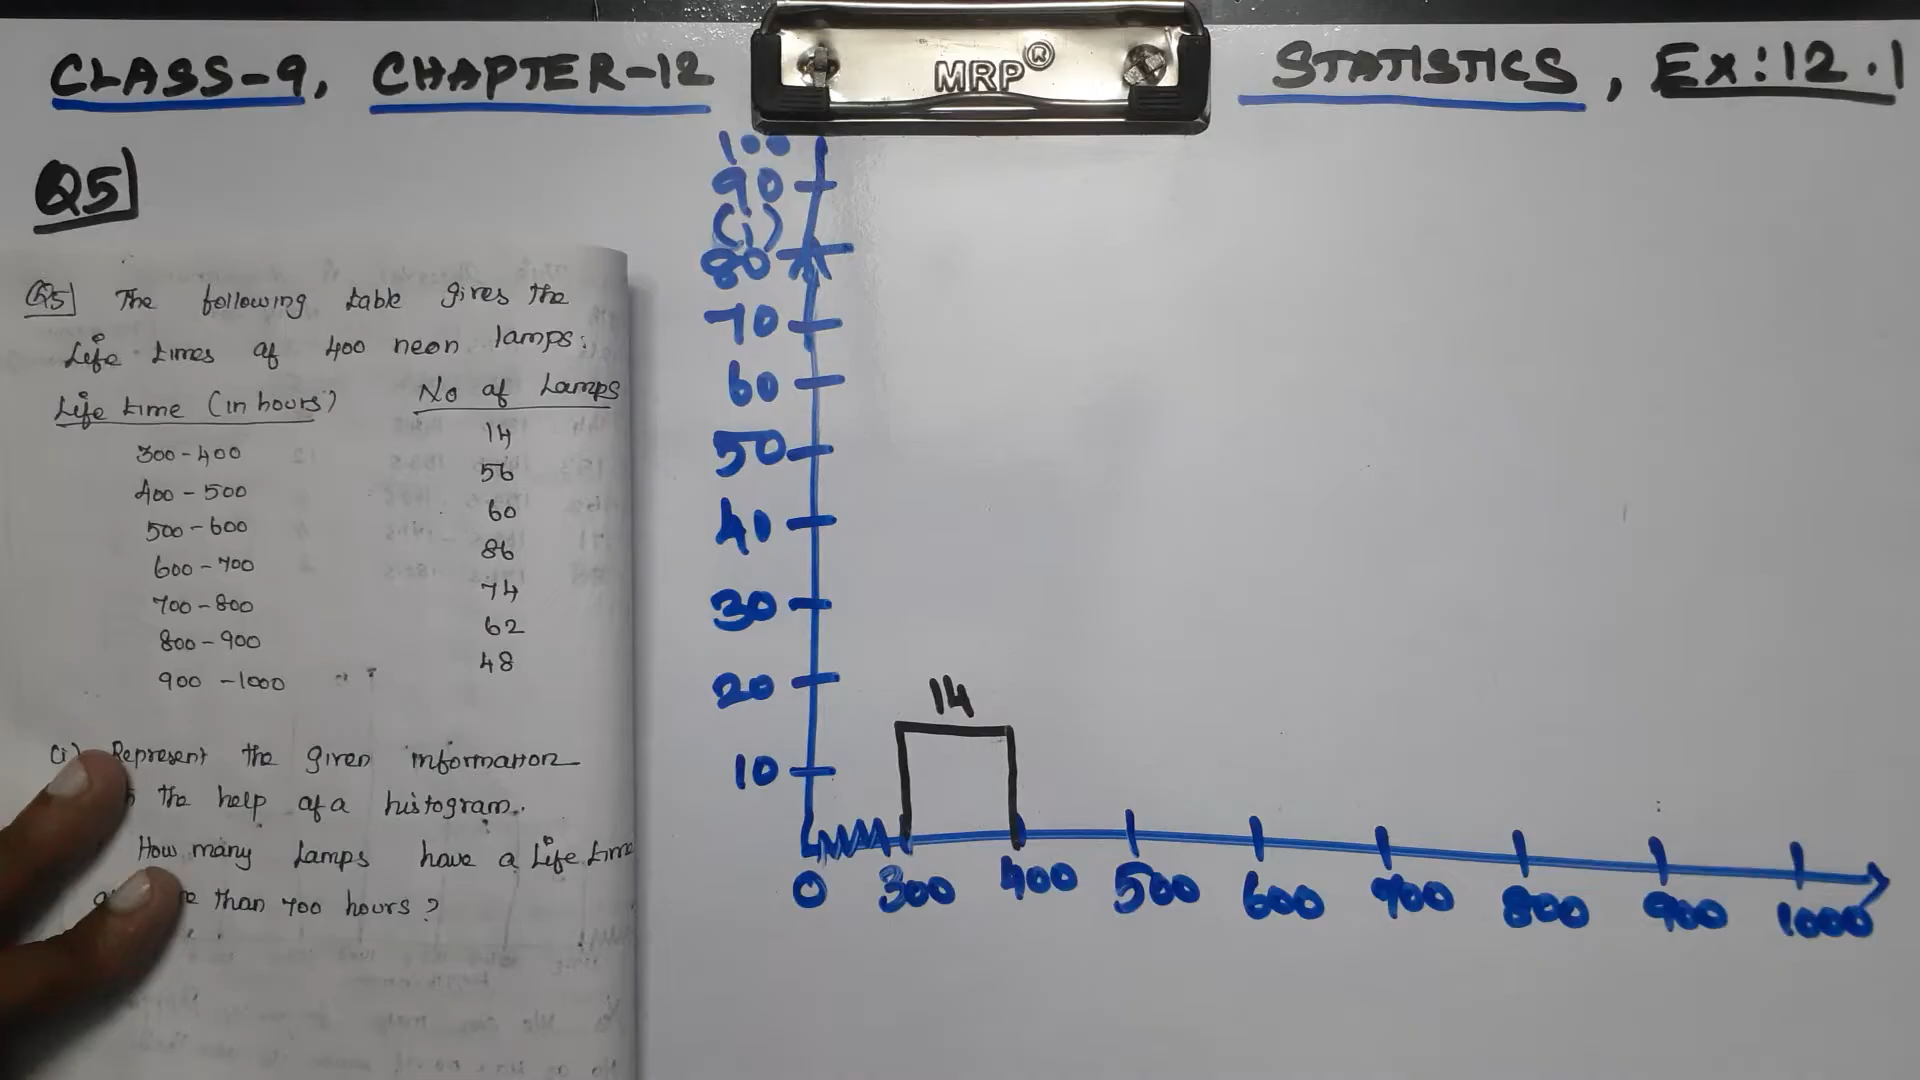 CLASS-9, CHAPTER-12
MRP®
STATISTICS, Ex:12.1
Q5
Q5 The following table gives the
Life times of 400 neon lamps:
Life time (in hours) No of Lamps
300-400 14
400-500 56
500-600 60
600-700 86
700-800 74
800-900 62
900-1000 48
(i) Represent the given information
the help of a histogram.
How many Lamps have a Life time
than 700 hours?
100
90
(i)
80
70
60
50
40
30
20
10
14
0 300 400 500 600 700 800 900 1000